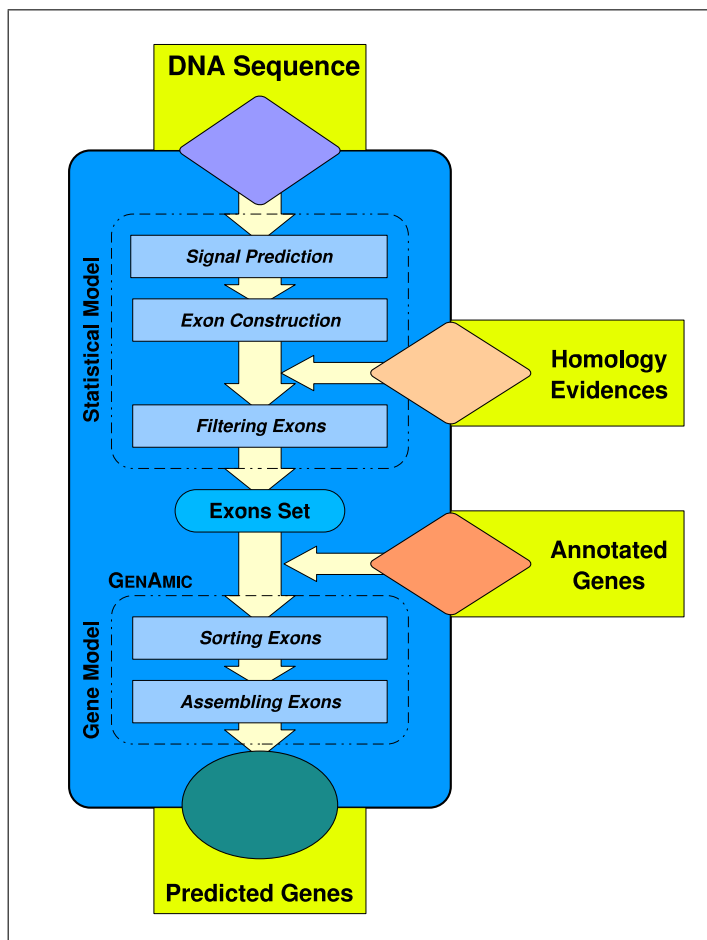 DNA Sequence
Statistical Model
Signal Prediction
Exon Construction
Homology
Evidences
Filtering Exons
Exons Set
Annotated
Genes
GENAMIC
Gene Model
Sorting Exons
Assembling Exons
Predicted Genes